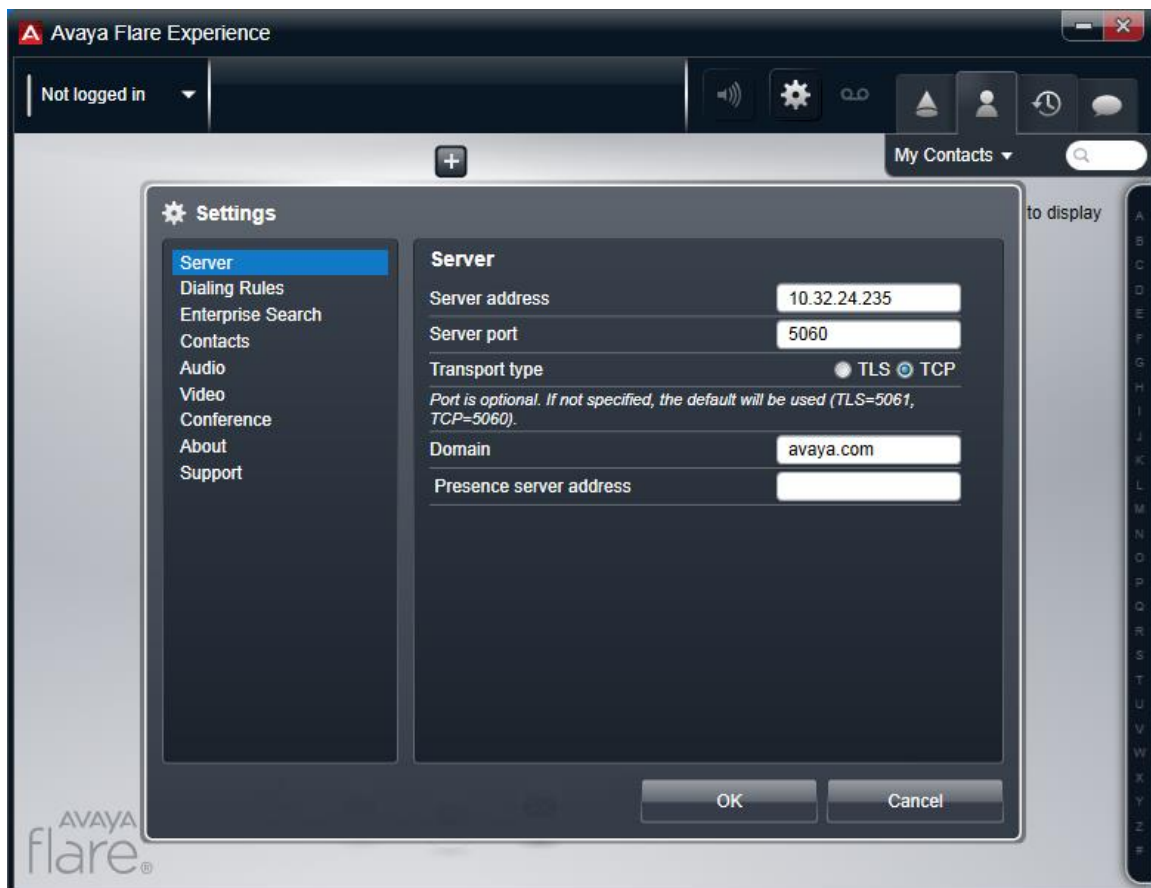 Avaya Flare Experience
Not logged in
My Contacts
to display
Settings
Server
Dialing Rules
Enterprise Search
Contacts
Audio
Video
Conference
About
Support
Server
Server address 10.32.24.235
Server port 5060
Transport type TLS TCP
Port is optional. If not specified, the default will be used (TLS=5061,
TCP=5060).
Domain avaya.com
Presence server address
OK Cancel
AVAYA
flare®
A
B
C
D
E
F
G
H
I
J
K
L
M
N
O
P
Q
R
S
T
U
V
W
X
Y
Z
#